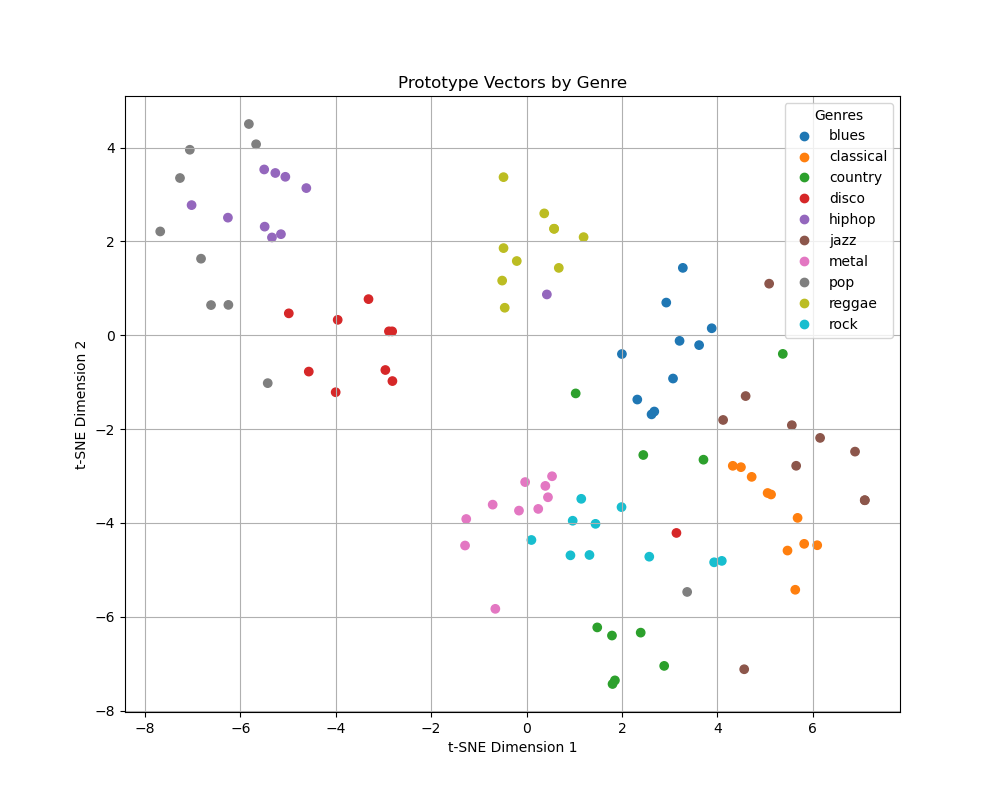 Prototype Vectors by Genre
Genres
blues
classical
country
disco
hiphop
jazz
metal
pop
reggae
rock
4
2
0
−2
−4
−6
−8
t-SNE Dimension 2
−8 −6 −4 −2 0 2 4 6
t-SNE Dimension 1